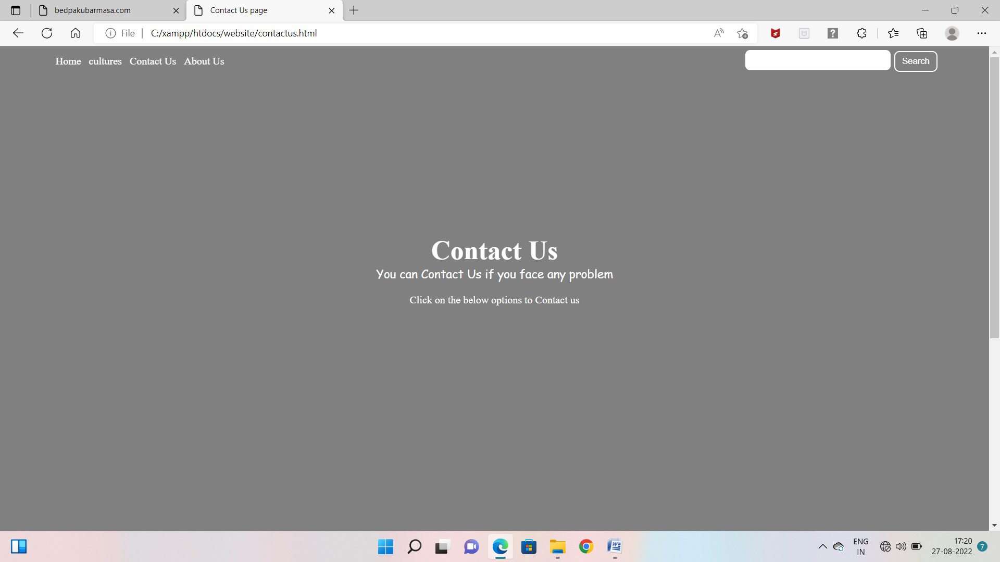 bedpakubarmasa.com
Contact Us page
File
C:/xampp/htdocs/website/contactus.html
Home cultures Contact Us About Us
Search
Contact Us
You can Contact Us if you face any problem
Click on the below options to Contact us
ENG
IN
17:20
27-08-2022
7